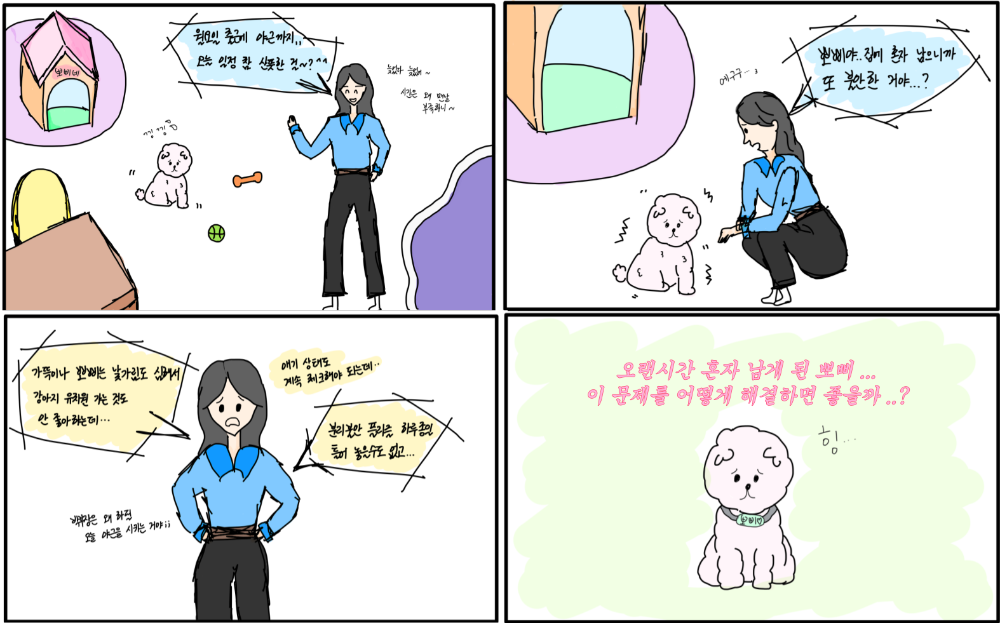 월요일 출근에 야근까지,,
오늘 일정 참 산뜻한 걸~?^^
뽀삐네
늦었다 늦었어~
시간은 왜 맨날
부족하니~
낑 낑
뽀삐야..집에 혼자 남으니까
또 불안한 거야...?
에구구...;
가뜩이나 뽀삐는 낯가림도 심해서
강아지 유치원 가는 것도
안 좋아하는데...
애기 상태도
계속 체크해야 되는데..
분리불안 플리를 하루종일
틀어 놓을수도 없고...
왜 하필
오늘 야근을 시키는 거야;;
오랜시간 혼자 남게 된 뽀삐...
이 문제를 어떻게 해결하면 좋을까..?
힝...
뽀삐♡